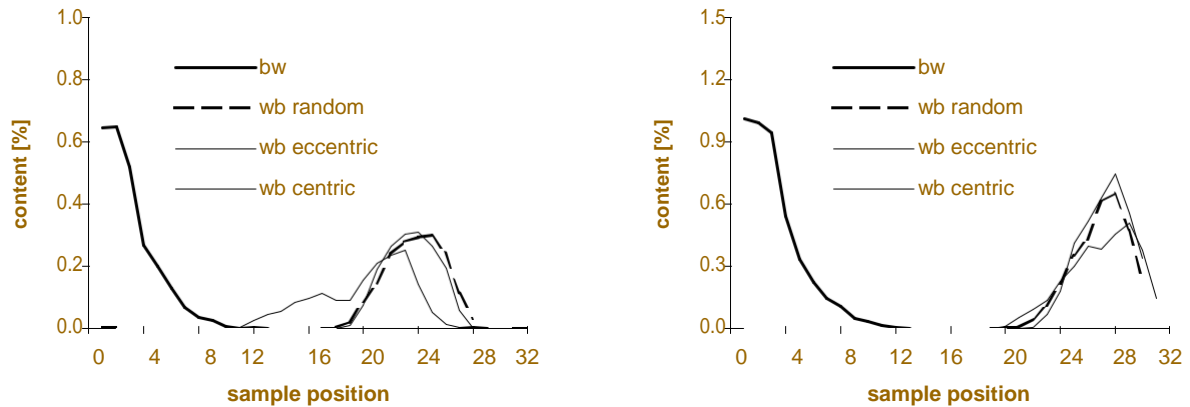 1.0
0.8
0.6
0.4
0.2
0.0
content [%]
bw
wb random
wb eccentric
wb centric
0 4 8 12 16 20 24 28 32
sample position
1.5
1.2
0.9
0.6
0.3
0.0
content [%]
bw
wb random
wb eccentric
wb centric
0 4 8 12 16 20 24 28 32
sample position